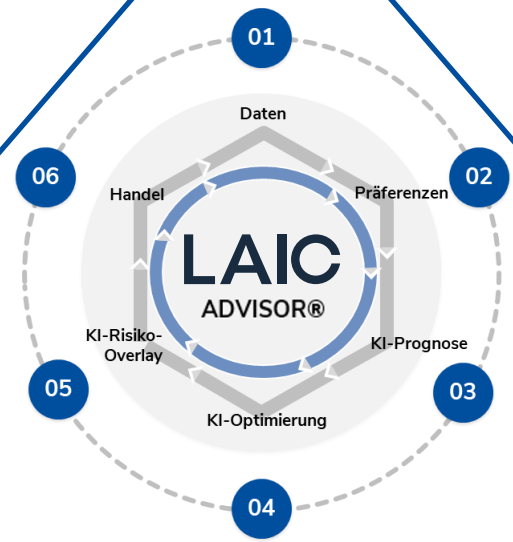 01
Daten
06
Handel
Präferenzen
02
LAIC
ADVISOR®
KI-Risiko-
Overlay
KI-Prognose
05
03
KI-Optimierung
04